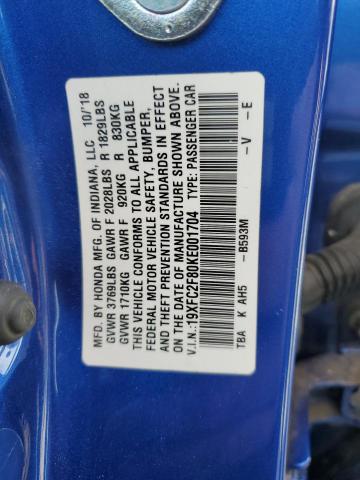 MFD. BY HONDA MFG. OF INDIANA, LLC 10/'18
GVWR 3769LBS GAWR F 2028LBS R 1829LBS
GVWR 1710KG GAWR F 920KG R 830KG
THIS VEHICLE CONFORMS TO ALL APPLICABLE
FEDERAL MOTOR VEHICLE SAFETY, BUMPER,
AND THEFT PREVENTION STANDARDS IN EFFECT
ON THE DATE OF MANUFACTURE SHOWN ABOVE.
V.I.N.:19XFC2F80KE001704 TYPE: PASSENGER CAR
TBA K AH5 -B593M -V -E